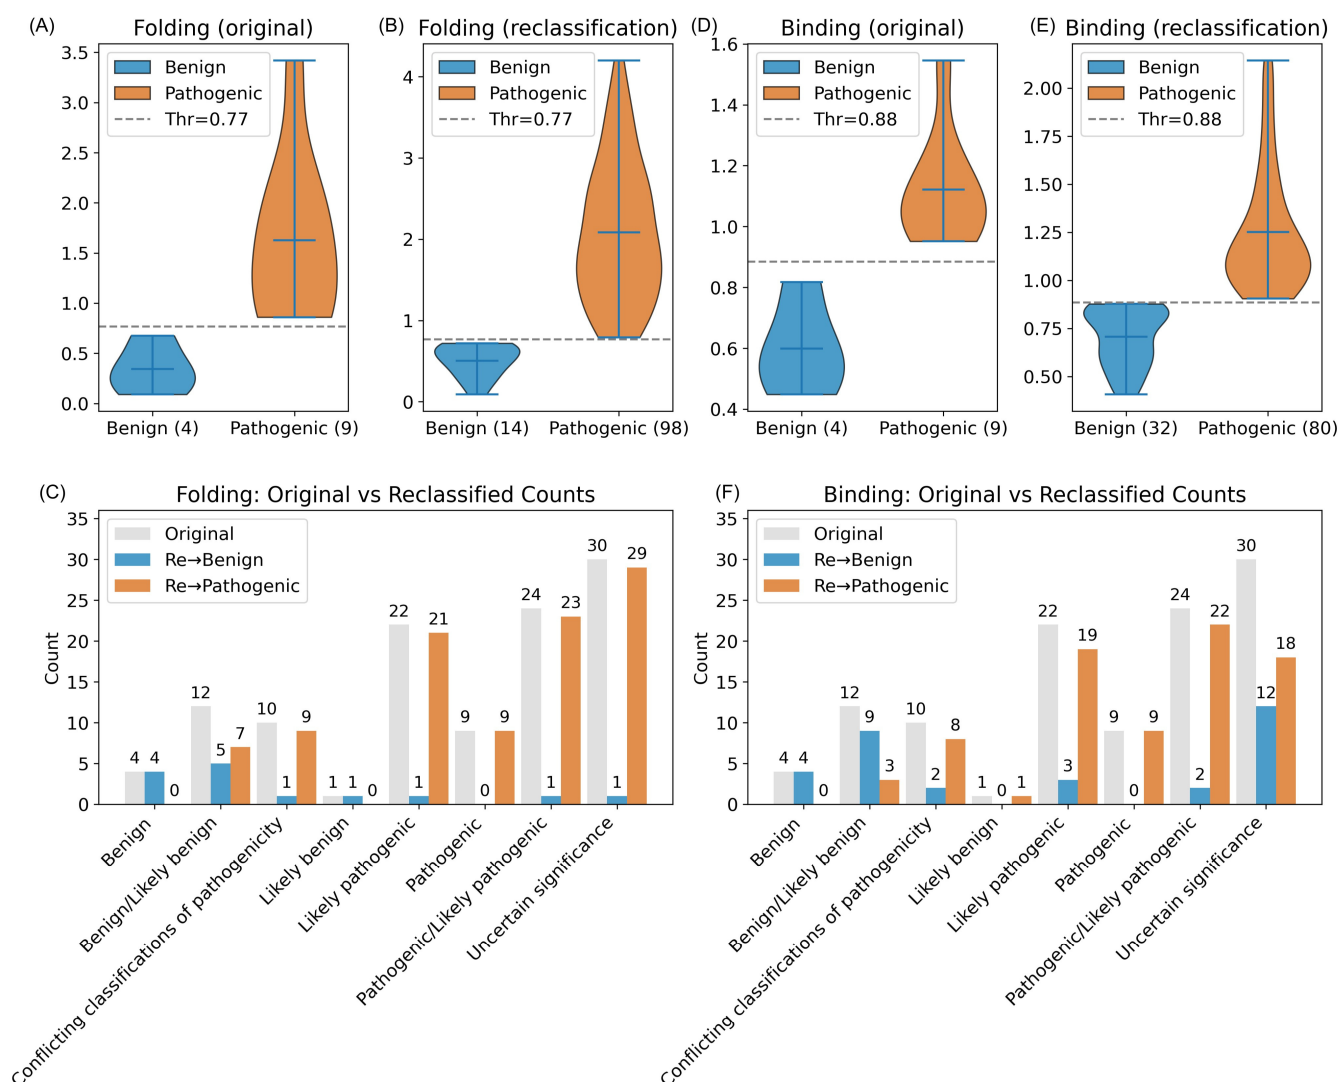 (A) Folding (original)
3.5
3.0
2.5
2.0
1.5
1.0
0.5
0.0
Benign
Pathogenic
Thr=0.77
Benign (4) Pathogenic (9)
(B) Folding (reclassification)
4
3
2
1
0
Benign
Pathogenic
Thr=0.77
Benign (14) Pathogenic (98)
(D) Binding (original)
1.6
1.4
1.2
1.0
0.8
0.6
0.4
Benign
Pathogenic
Thr=0.88
Benign (4) Pathogenic (9)
(E) Binding (reclassification)
2.00
1.75
1.50
1.25
1.00
0.75
0.50
Benign
Pathogenic
Thr=0.88
Benign (32) Pathogenic (80)
(C) Folding: Original vs Reclassified Counts
Count
35
30
25
20
15
10
5
0
Original
Re→Benign
Re→Pathogenic
4 4 0
12 5 7
10 1 9
1 1 0
22 1 21
9 0 9
24 1 23
30 1 29
Benign
Benign/Likely benign
Conflicting classifications of pathogenicity
Likely benign
Likely pathogenic
Pathogenic
Pathogenic/Likely pathogenic
Uncertain significance
(F) Binding: Original vs Reclassified Counts
Count
35
30
25
20
15
10
5
0
Original
Re→Benign
Re→Pathogenic
4 4 0
12 9 3
10 2 8
1 0 1
22 3 19
9 0 9
24 2 22
30 12 18
Benign
Benign/Likely benign
Conflicting classifications of pathogenicity
Likely benign
Likely pathogenic
Pathogenic
Pathogenic/Likely pathogenic
Uncertain significance